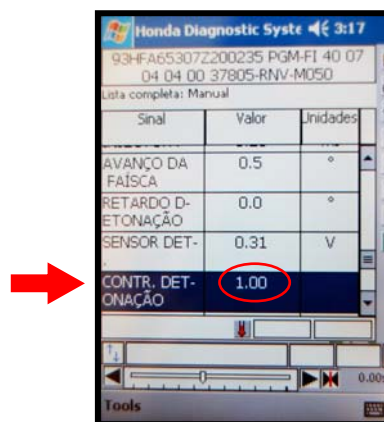 Honda Diagnostic Syste 3:17
93HFA65307Z200235 PGM-FI 40 07
04 04 00 37805-RNV-M050
Lista completa: Manual
Sinal Valor Unidades
AVANÇO DA FAÍSCA 0.5 °
RETARDO D-ETONAÇÃO 0.0 °
SENSOR DET-. 0.31 V
CONTR. DET-ONAÇÃO 1.00
0.00s
Tools